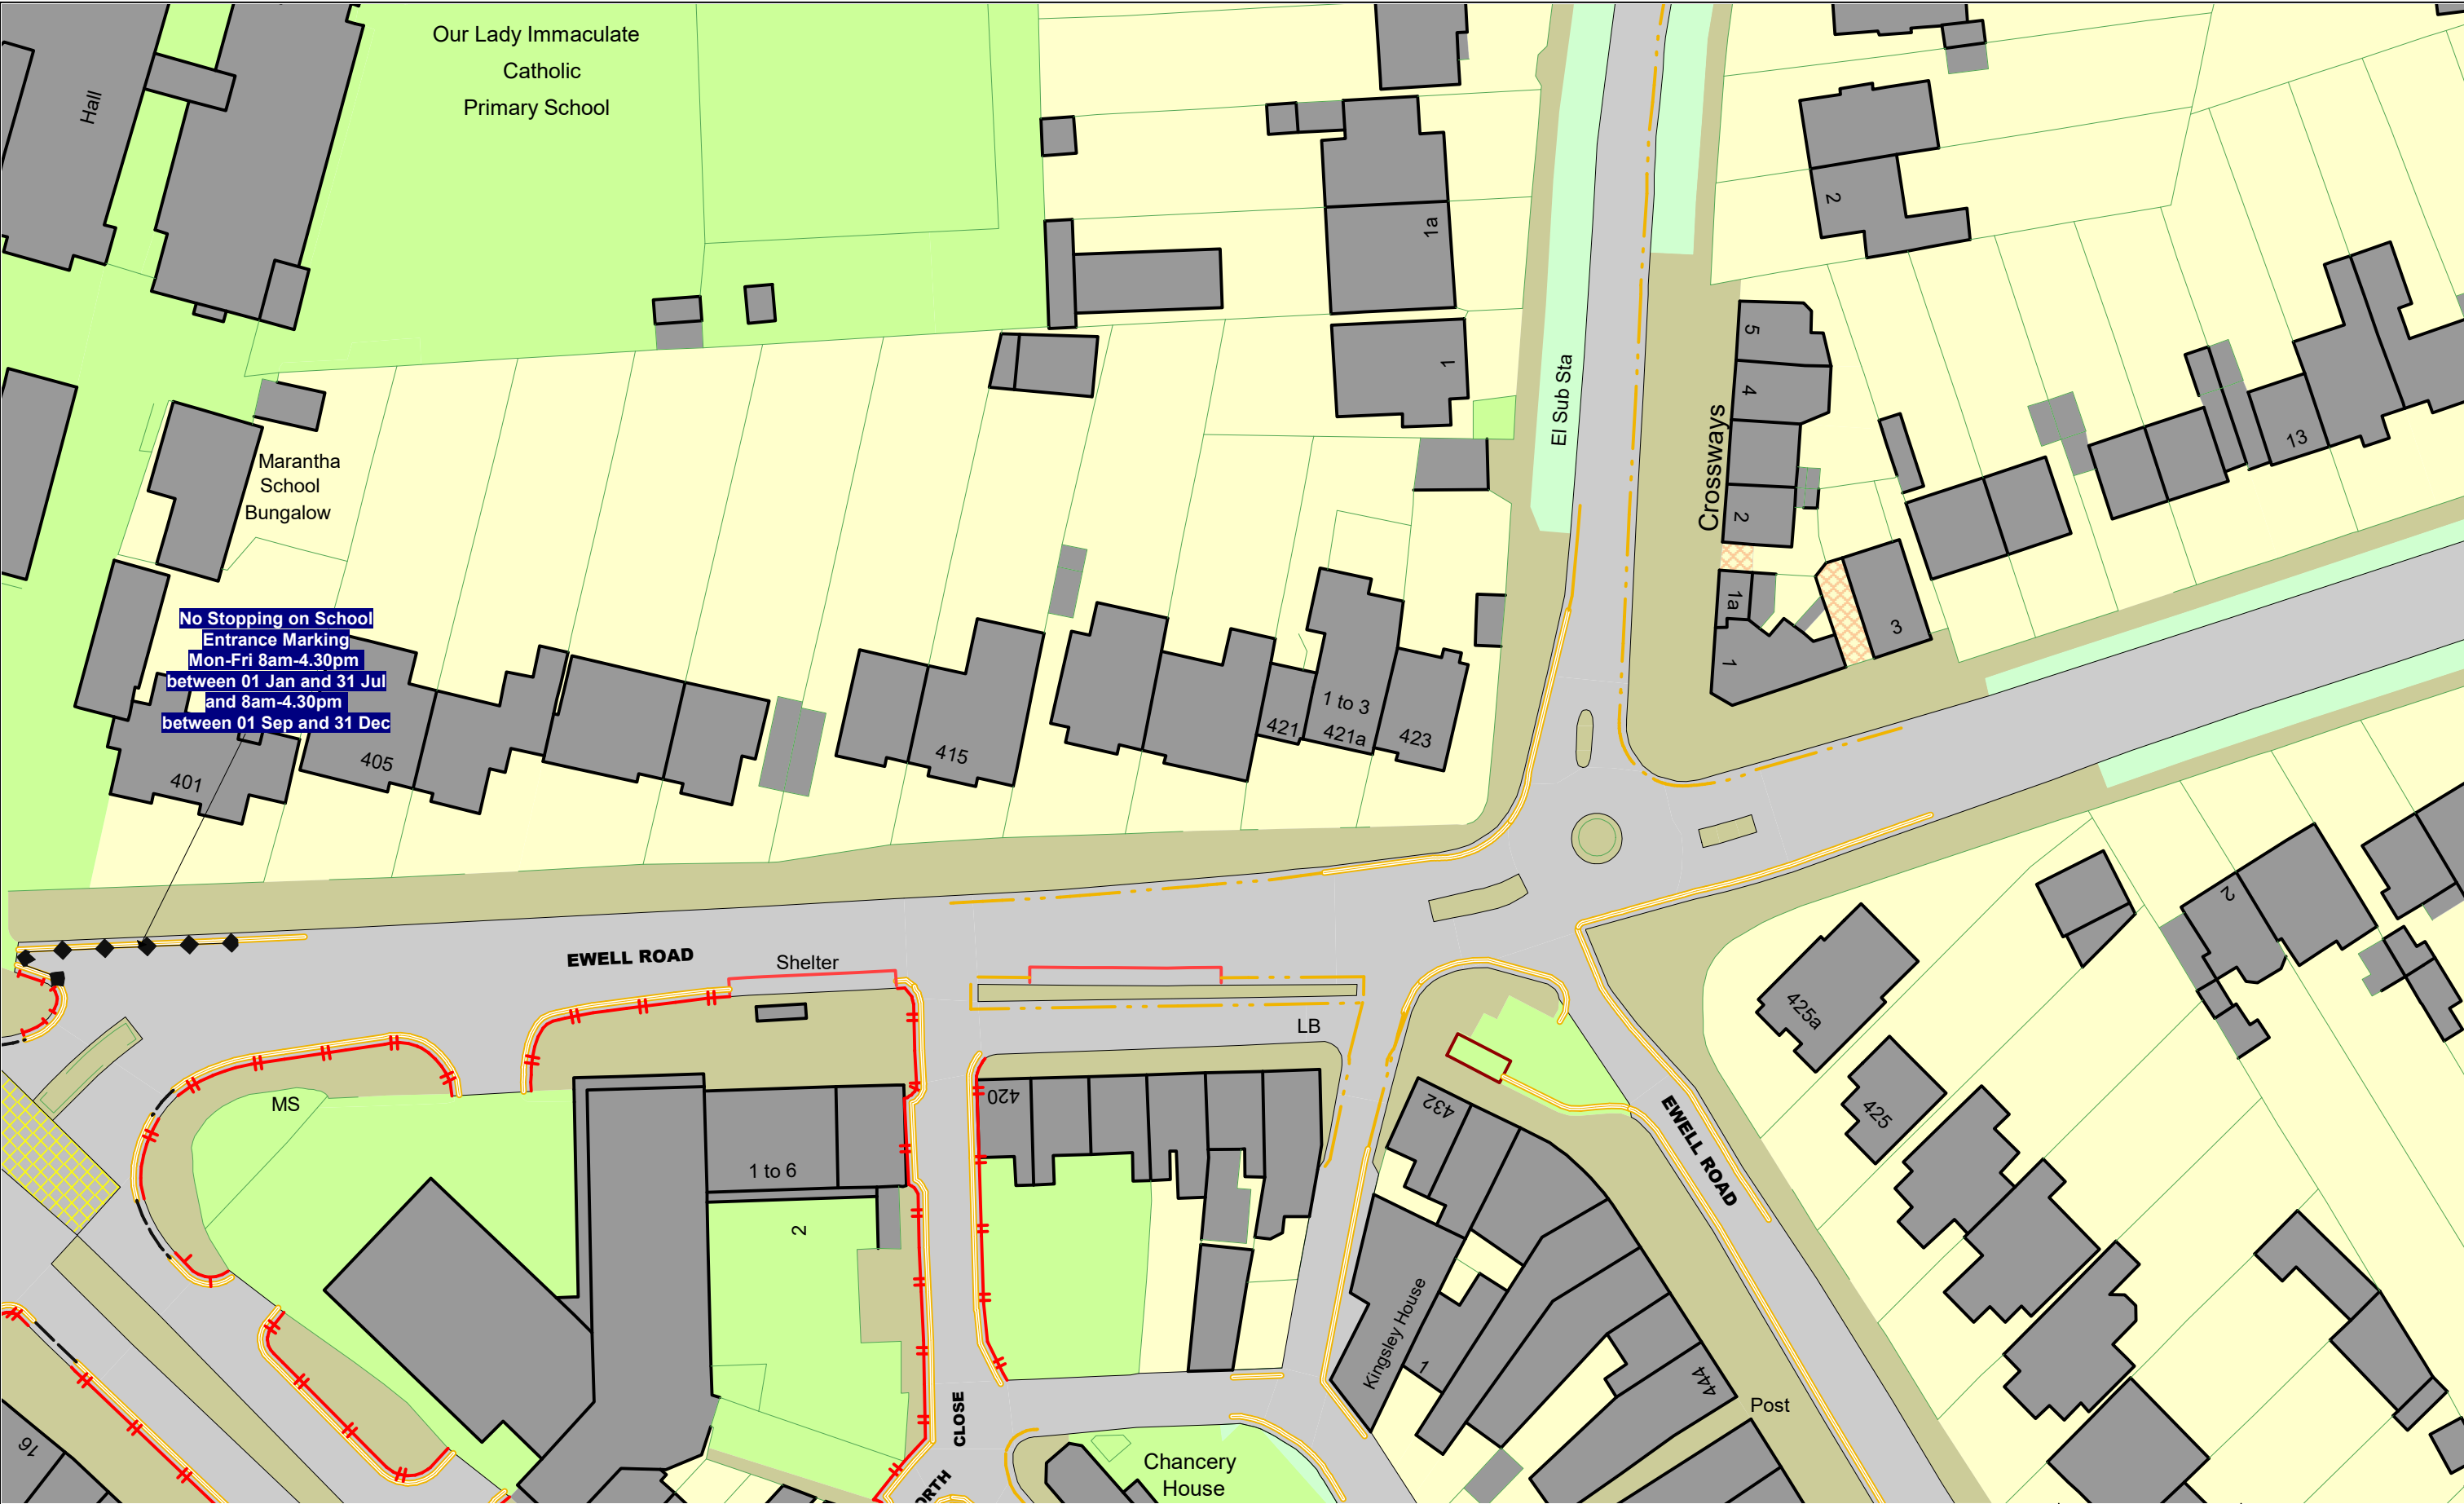 Our Lady Immaculate
Catholic
Primary School
Hall
2
1a
5
El Sub Sta
1
4
Crossways
13
Marantha
School
Bungalow
2
1a
3
1
No Stopping on School
Entrance Marking
Mon-Fri 8am-4.30pm
between 01 Jan and 31 Jul
and 8am-4.30pm
between 01 Sep and 31 Dec
401
405
415
421
1 to 3
421a
423
2
EWELL ROAD
Shelter
LB
425a
MS
420
432
425
EWELL ROAD
1 to 6
2
Kingsley House
1
444
Post
CLOSE
16
Chancery
House
ORTH